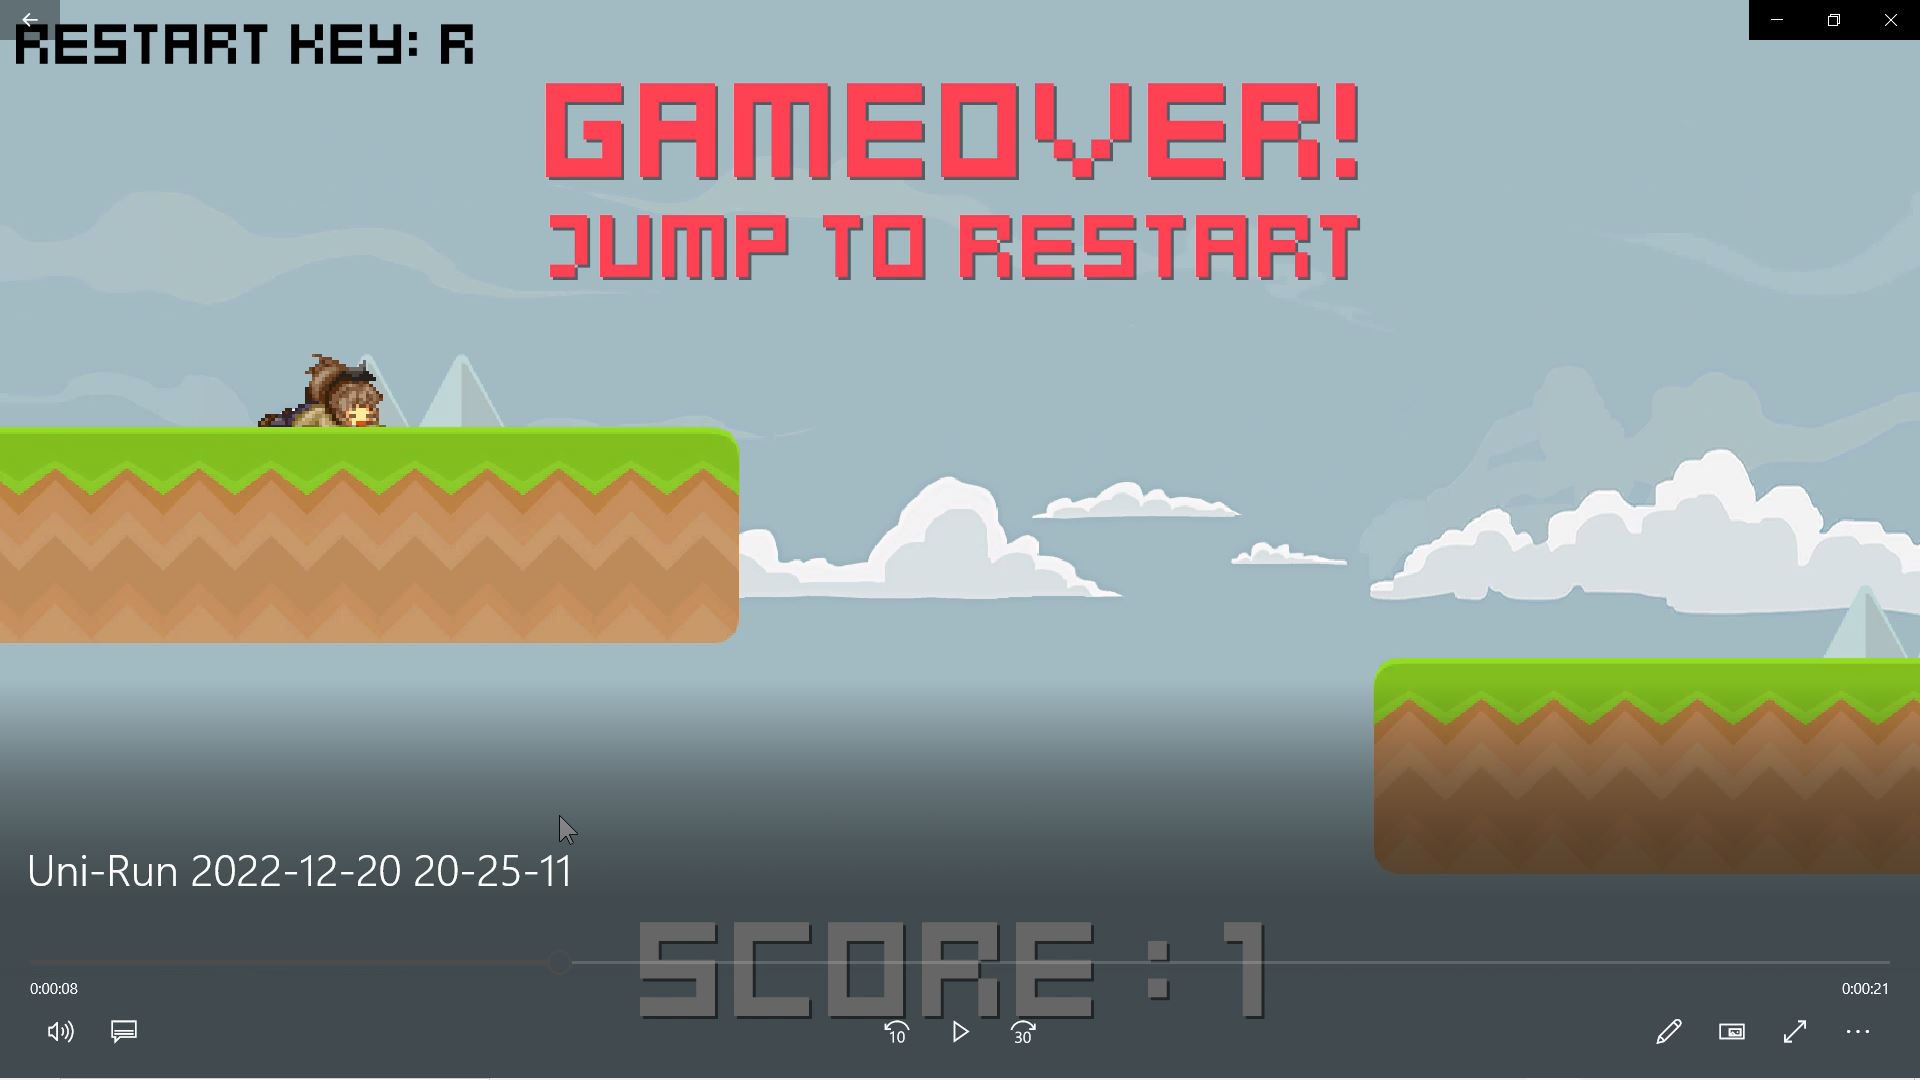 RESTART KEY: R
GAMEOVER!
JUMP TO RESTART
Uni-Run 2022-12-20 20-25-11
SCORE : 1
0:00:08
0:00:21
10
30